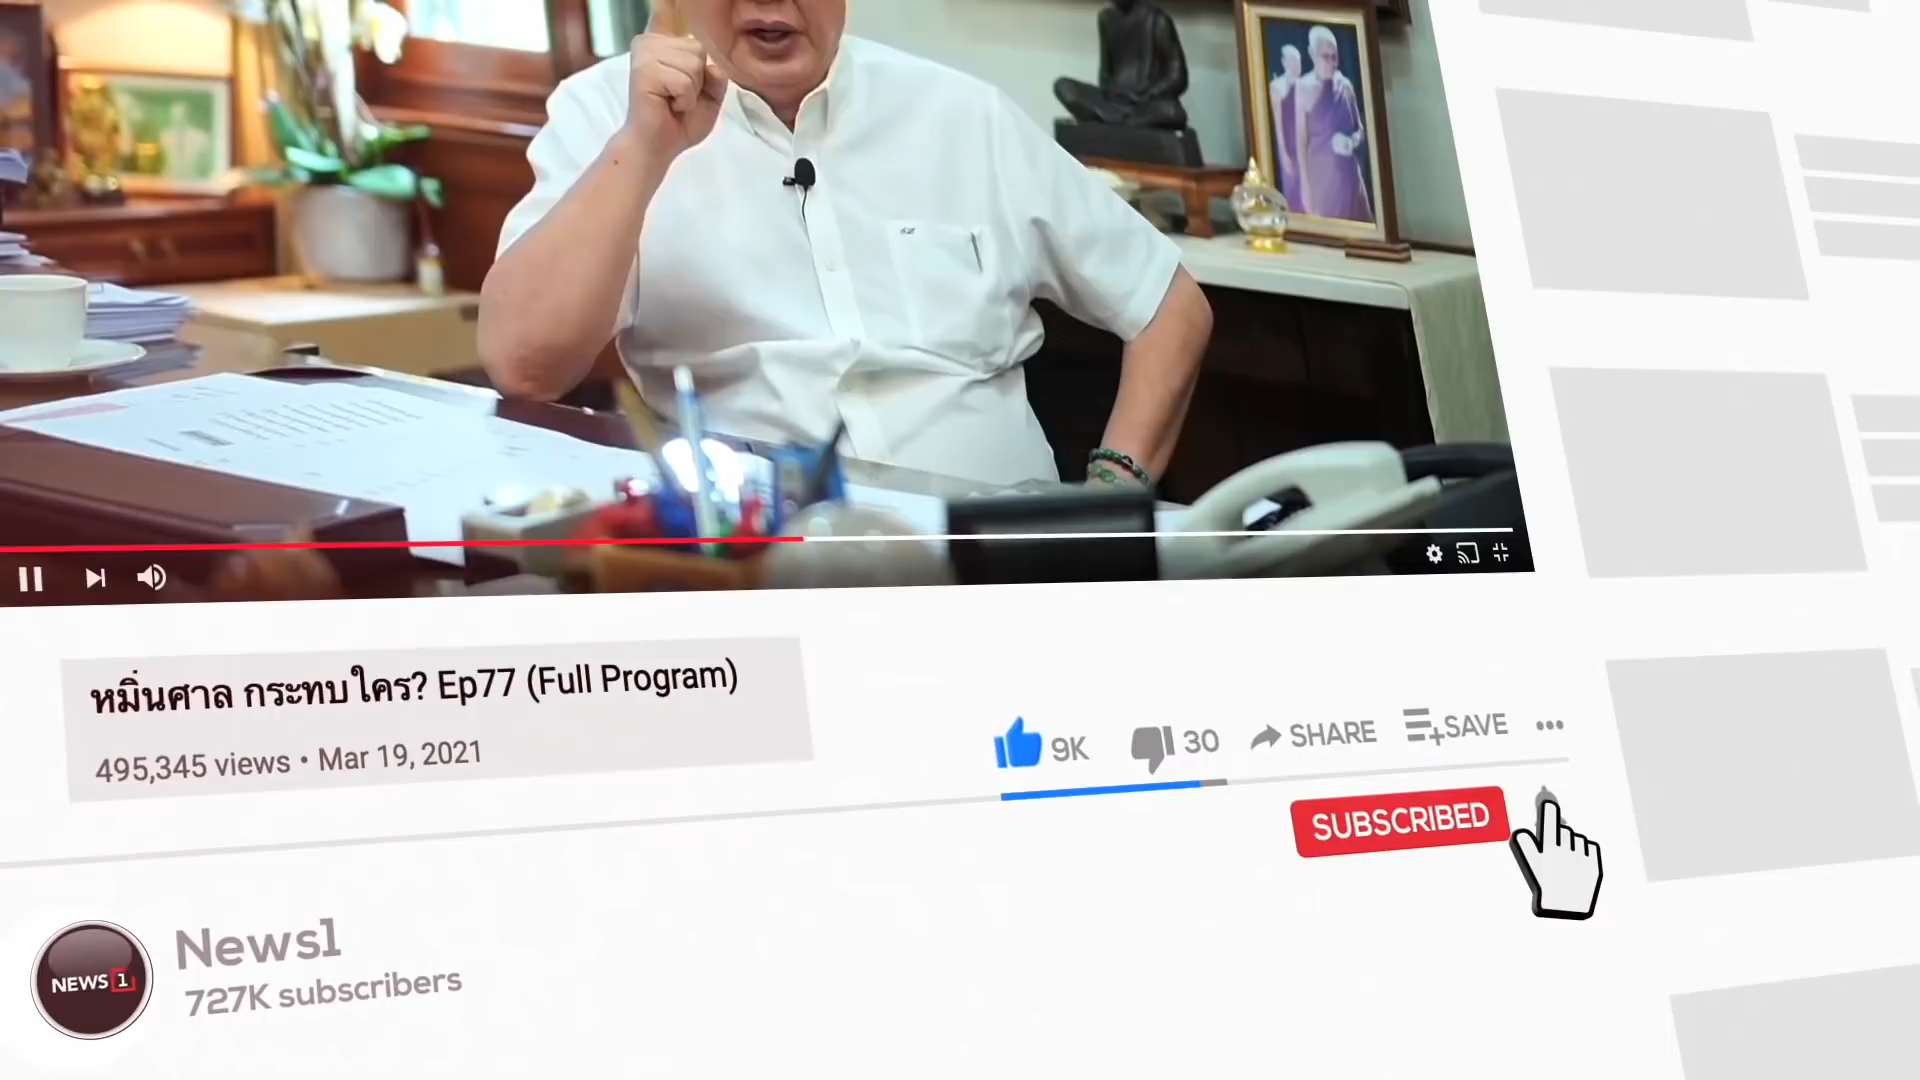 หมิ่นศาล กระทบใคร? Ep77 (Full Program)
495,345 views • Mar 19, 2021
9K 30 SHARE SAVE
SUBSCRIBED
News1
727K subscribers
NEWS 1